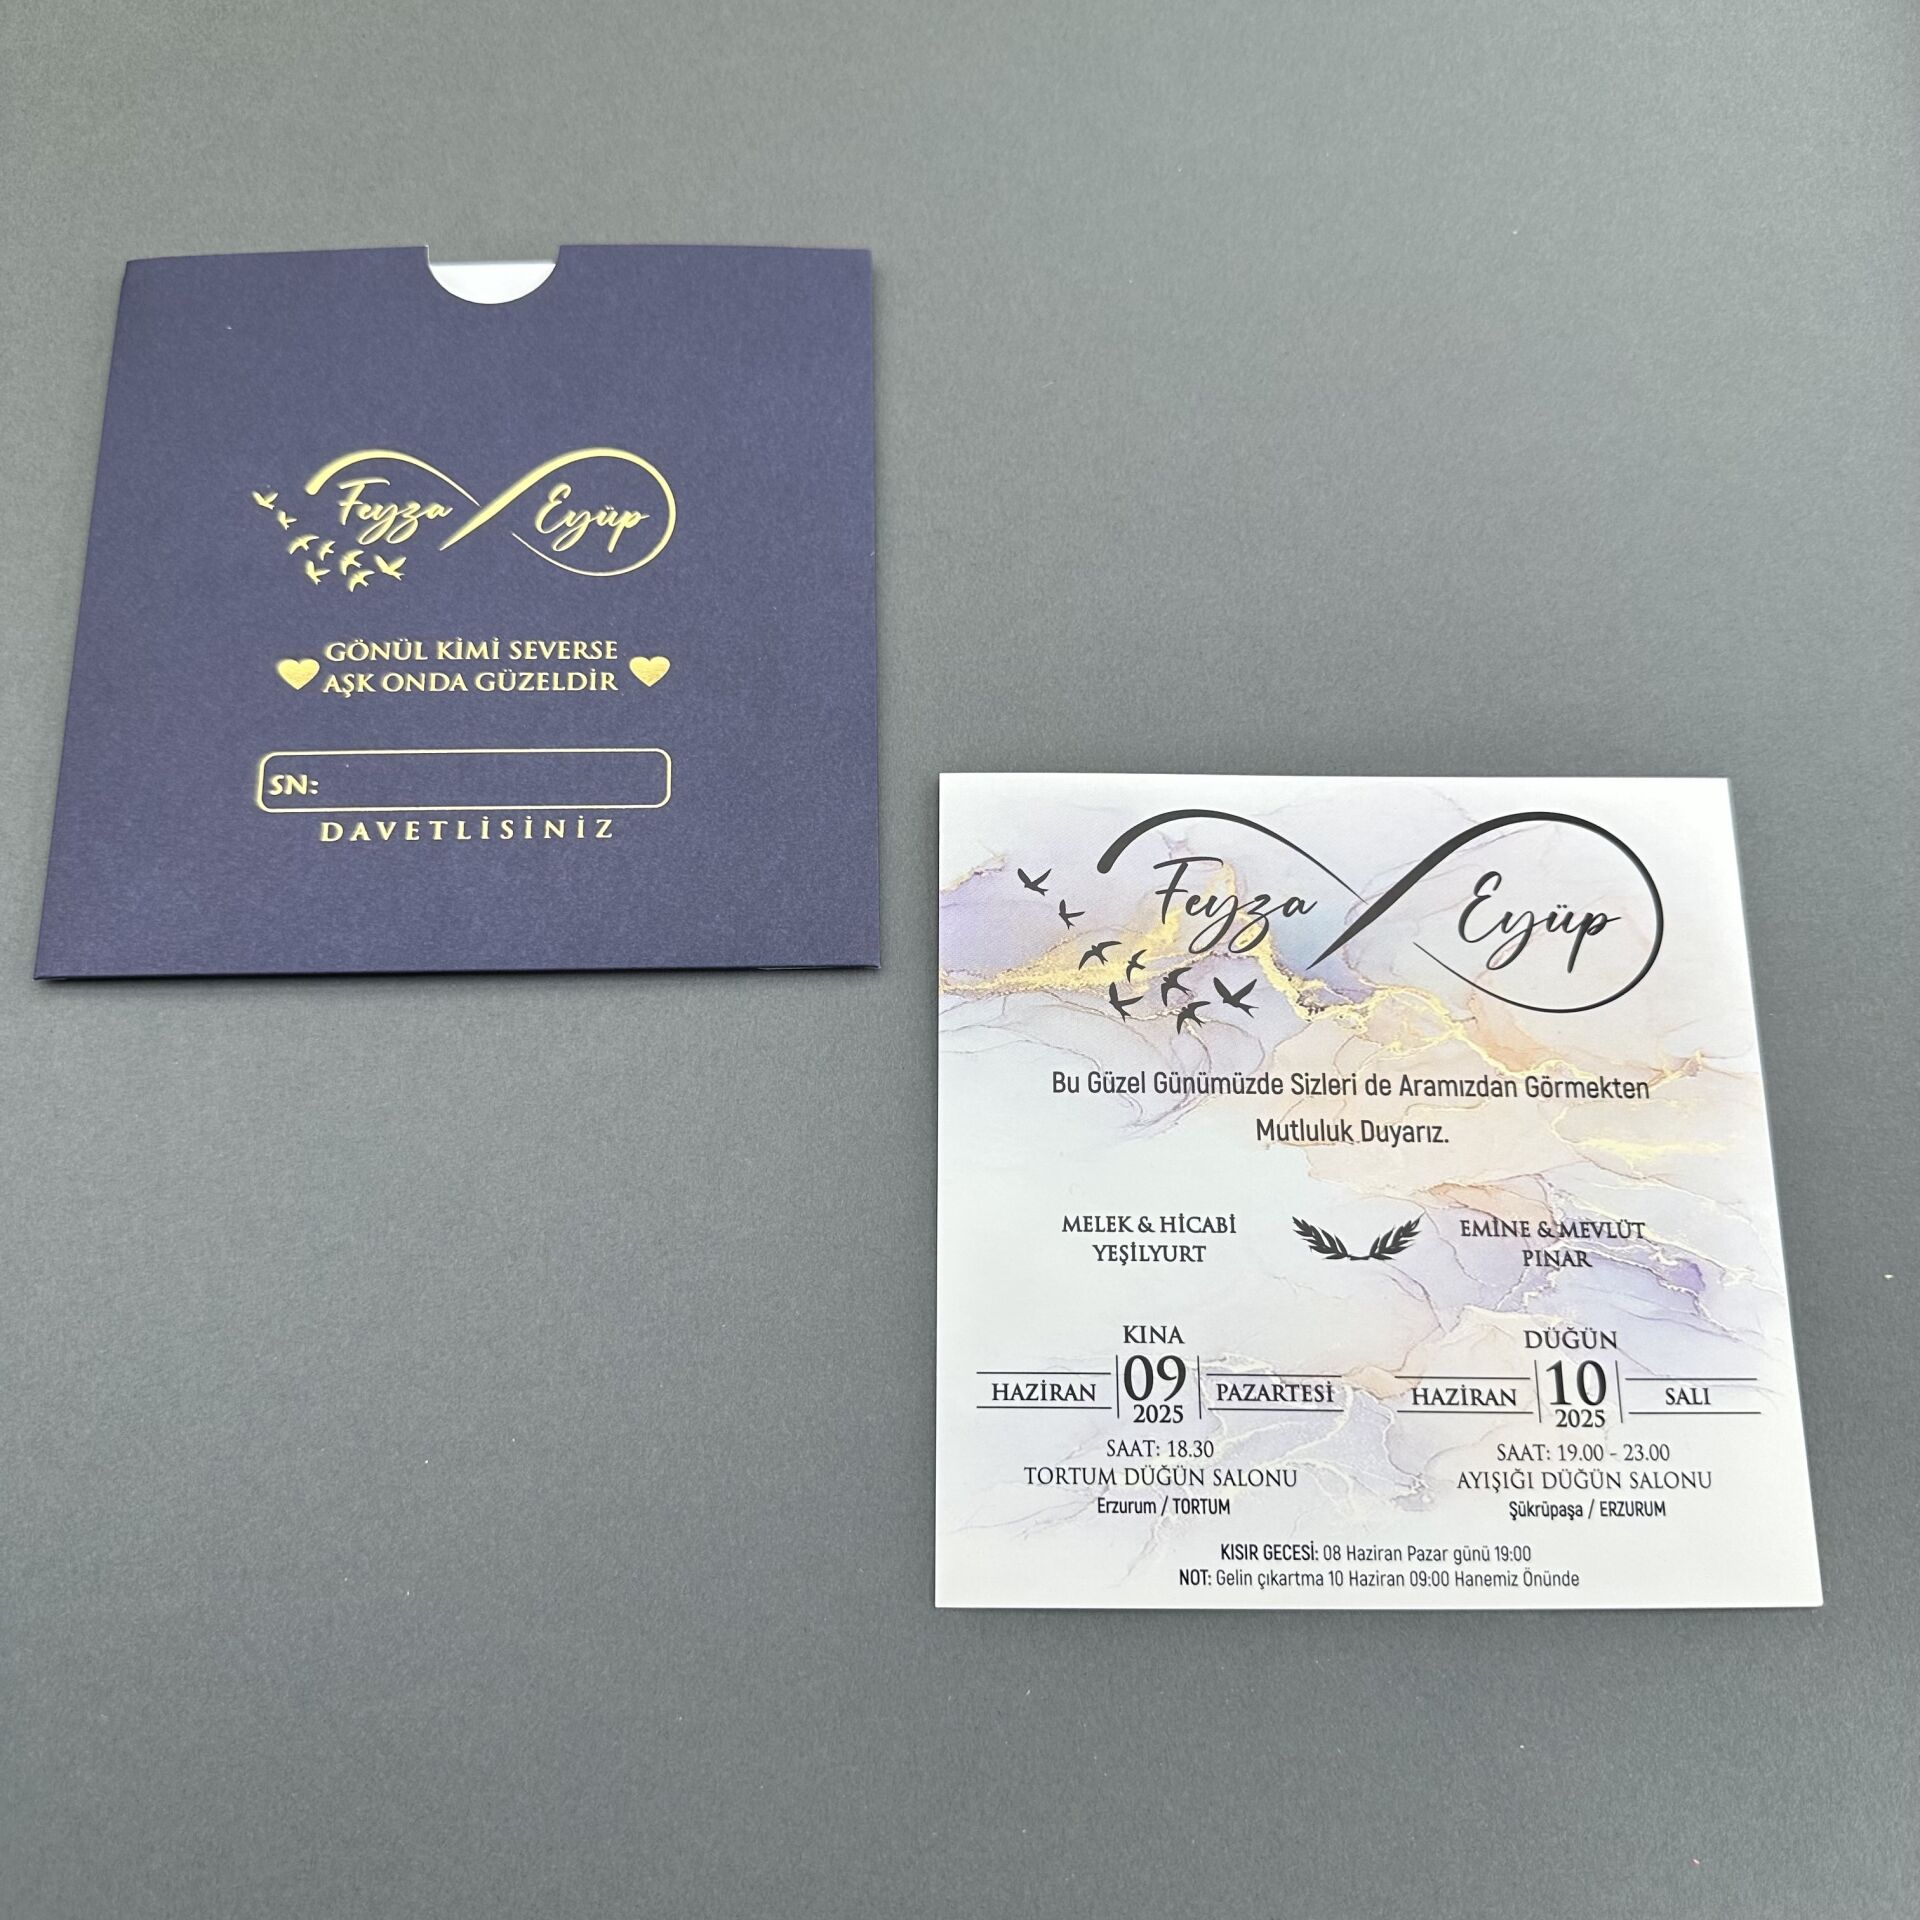 Feyza Eyüp
GÖNÜL KİMİ SEVERSE
AŞK ONDA GÜZELDİR
SN:
DAVETLİSİNİZ
Feyza Eyüp
Bu Güzel Günümüzde Sizleri de Aramızdan Görmekten
Mutluluk Duyarız.
MELEK & HİCABİ
YEŞİLYURT
EMİNE & MEVLÜT
PINAR
KINA
HAZİRAN 09 PAZARTESİ
2025
SAAT: 18.30
TORTUM DÜĞÜN SALONU
Erzurum / TORTUM
DÜĞÜN
HAZİRAN 10 SALI
2025
SAAT: 19.00 - 23.00
AYIŞIĞI DÜĞÜN SALONU
Şükrüpaşa / ERZURUM
KISIR GECESİ: 08 Haziran Pazar günü 19:00
NOT: Gelin çıkartma 10 Haziran 09:00 Hanemiz Önünde